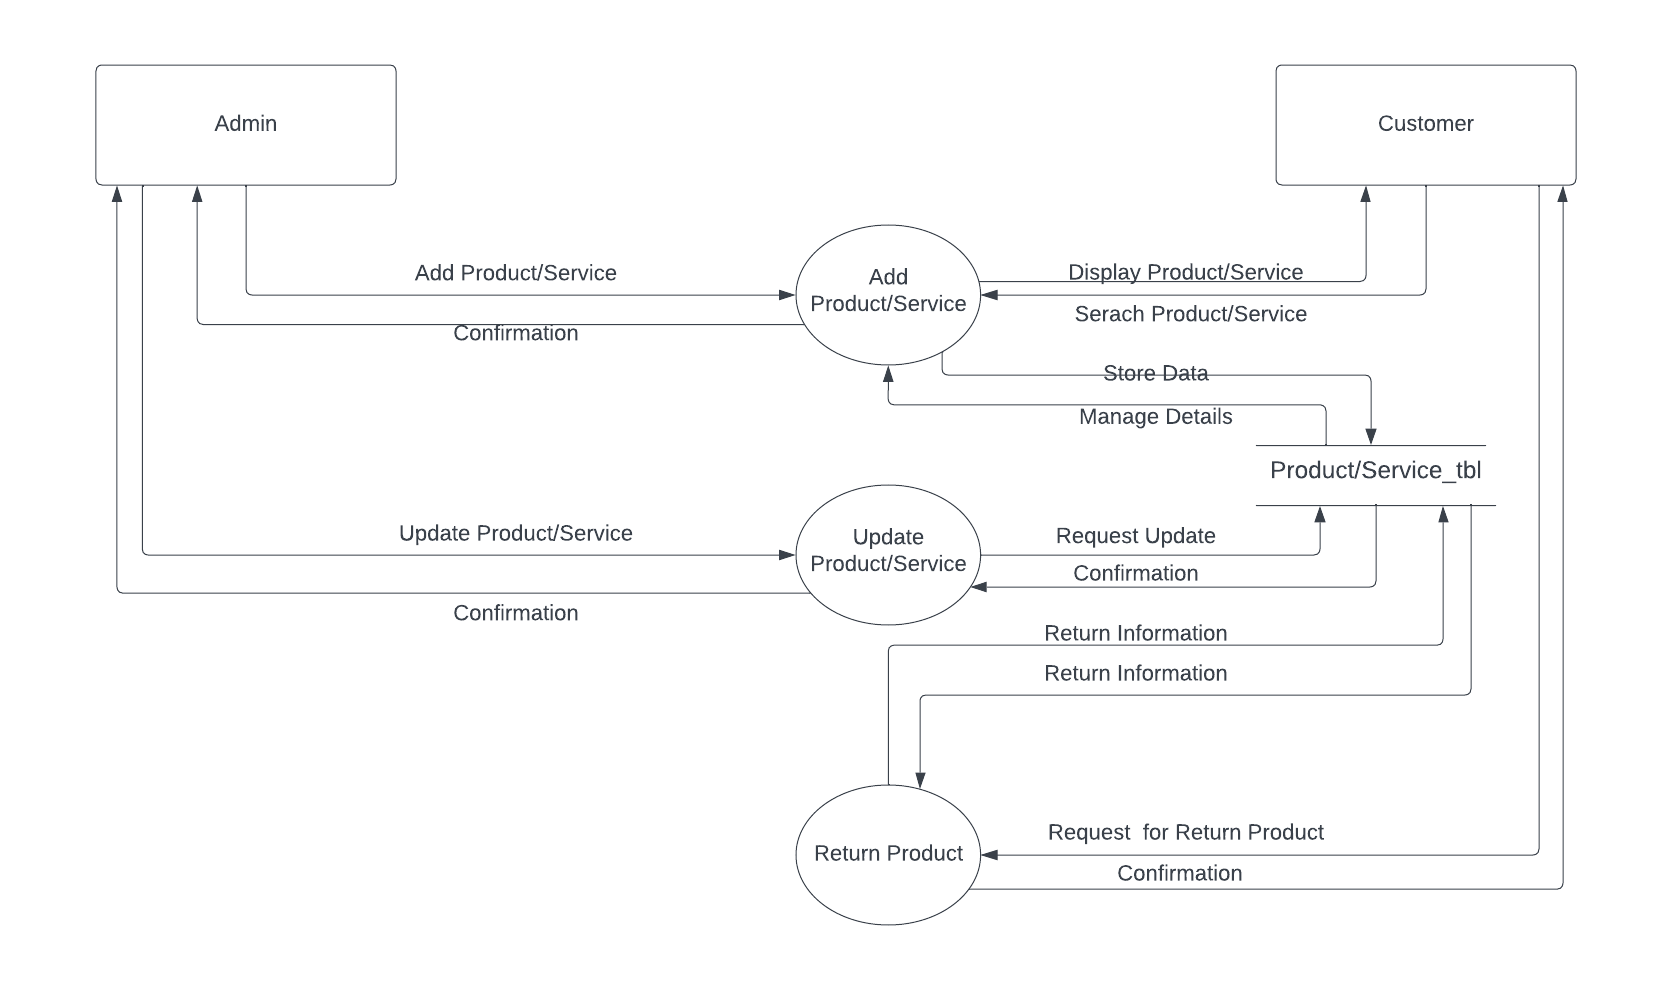 Admin
Customer
Add Product/Service
Confirmation
Add
Product/Service
Display Product/Service
Serach Product/Service
Store Data
Manage Details
Product/Service_tbl
Update Product/Service
Confirmation
Update
Product/Service
Request Update
Confirmation
Return Information
Return Information
Return Product
Request  for Return Product
Confirmation